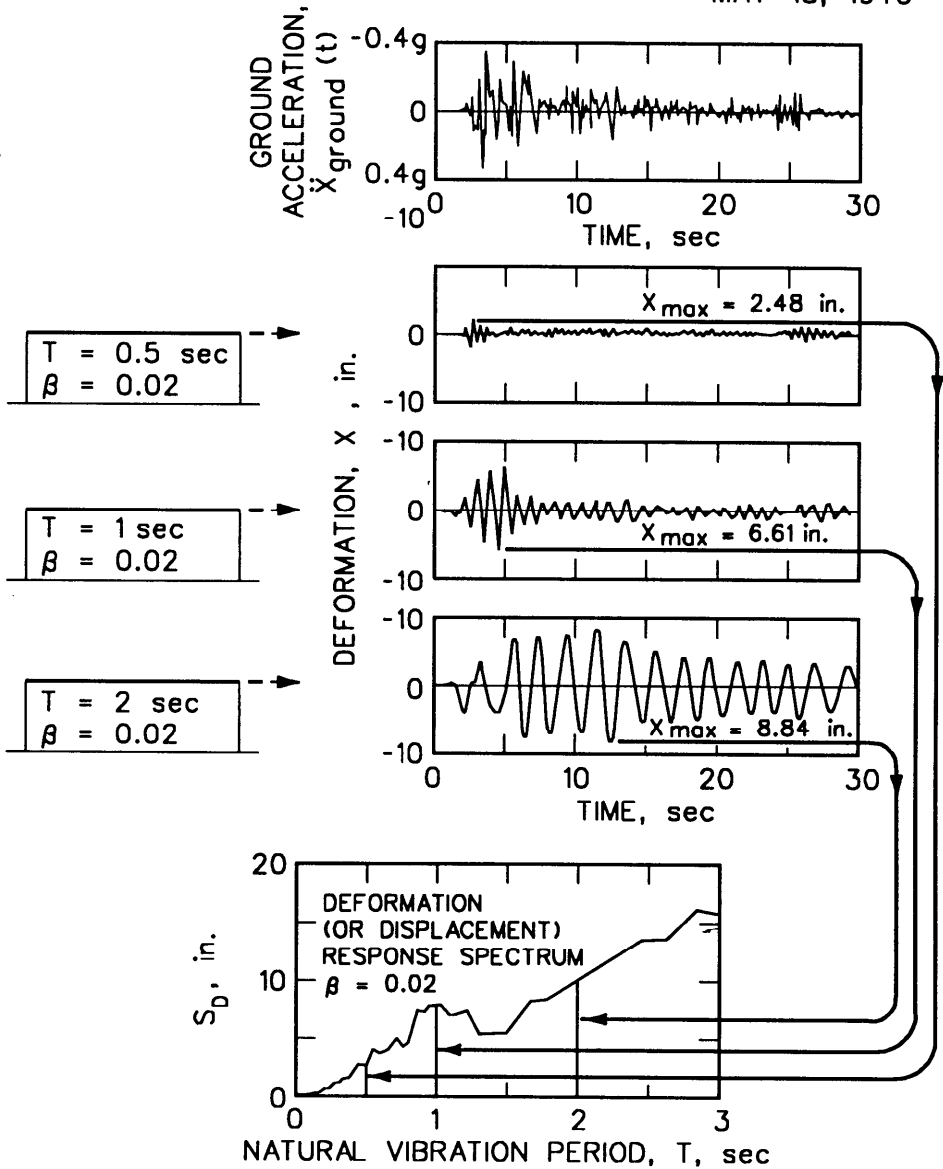 GROUND
ACCELERATION,
Ẍground (t)
-0.4g
0
0.4g
-10
0
10
20
30
TIME, sec
T = 0.5 sec
β = 0.02
T = 1 sec
β = 0.02
T = 2 sec
β = 0.02
DEFORMATION, X , in.
0
-10
Xmax = 2.48 in.
-10
0
-10
Xmax = 6.61 in.
-10
0
-10
Xmax = 8.84 in.
0
10
20
30
TIME, sec
S_D, in.
20
10
0
DEFORMATION
(OR DISPLACEMENT)
RESPONSE SPECTRUM
β = 0.02
0
1
2
3
NATURAL VIBRATION PERIOD, T, sec